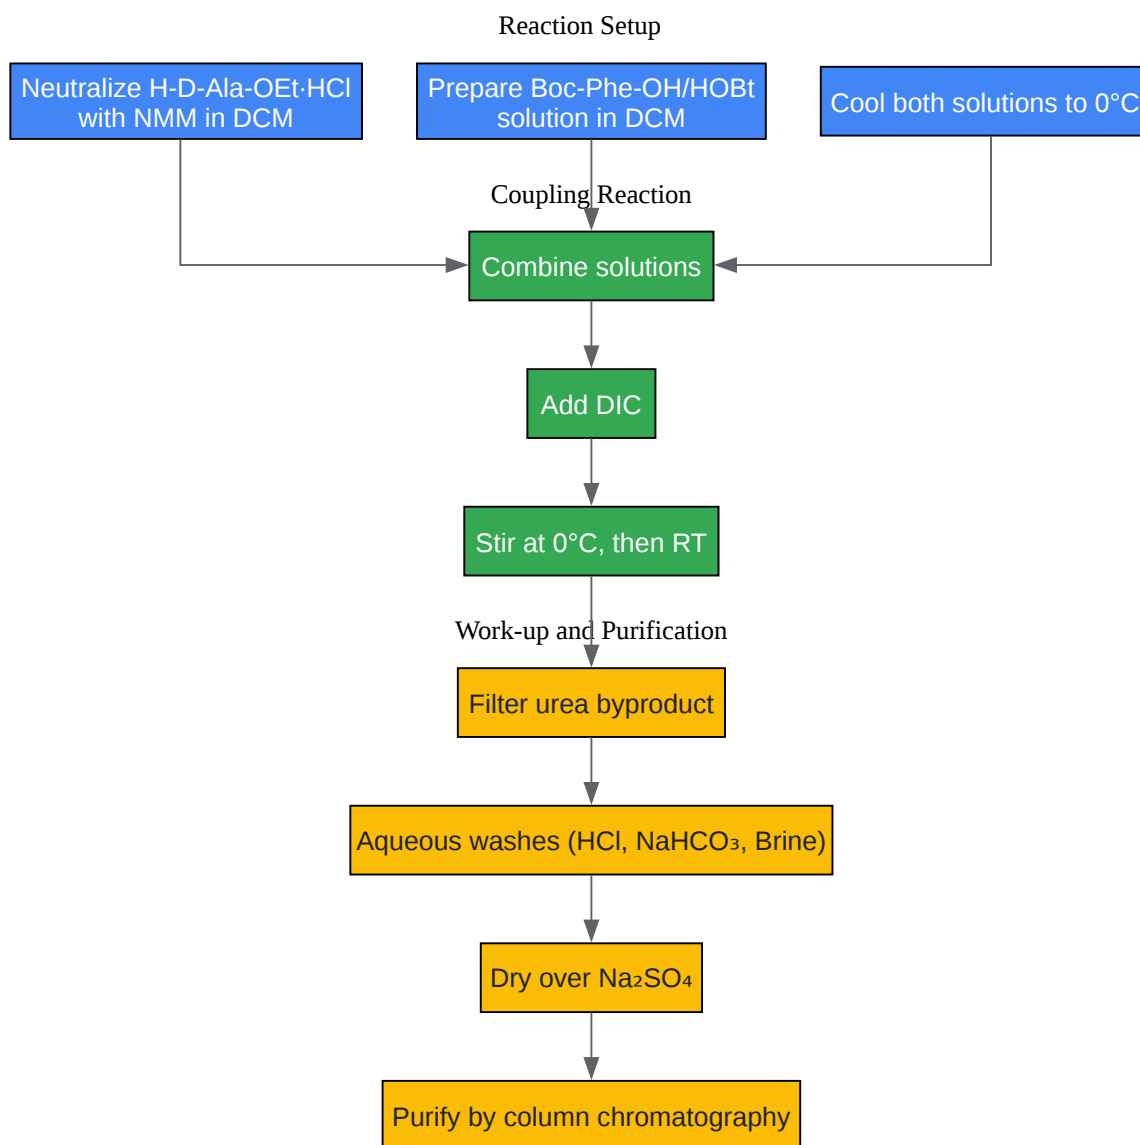 Reaction Setup
Neutralize H-D-Ala-OEt·HCl
with NMM in DCM
Prepare Boc-Phe-OH/HOBt
solution in DCM
Cool both solutions to 0°C
Coupling Reaction
Combine solutions
Add DIC
Stir at 0°C, then RT
Work-up and Purification
Filter urea byproduct
Aqueous washes (HCl, NaHCO₃, Brine)
Dry over Na₂SO₄
Purify by column chromatography